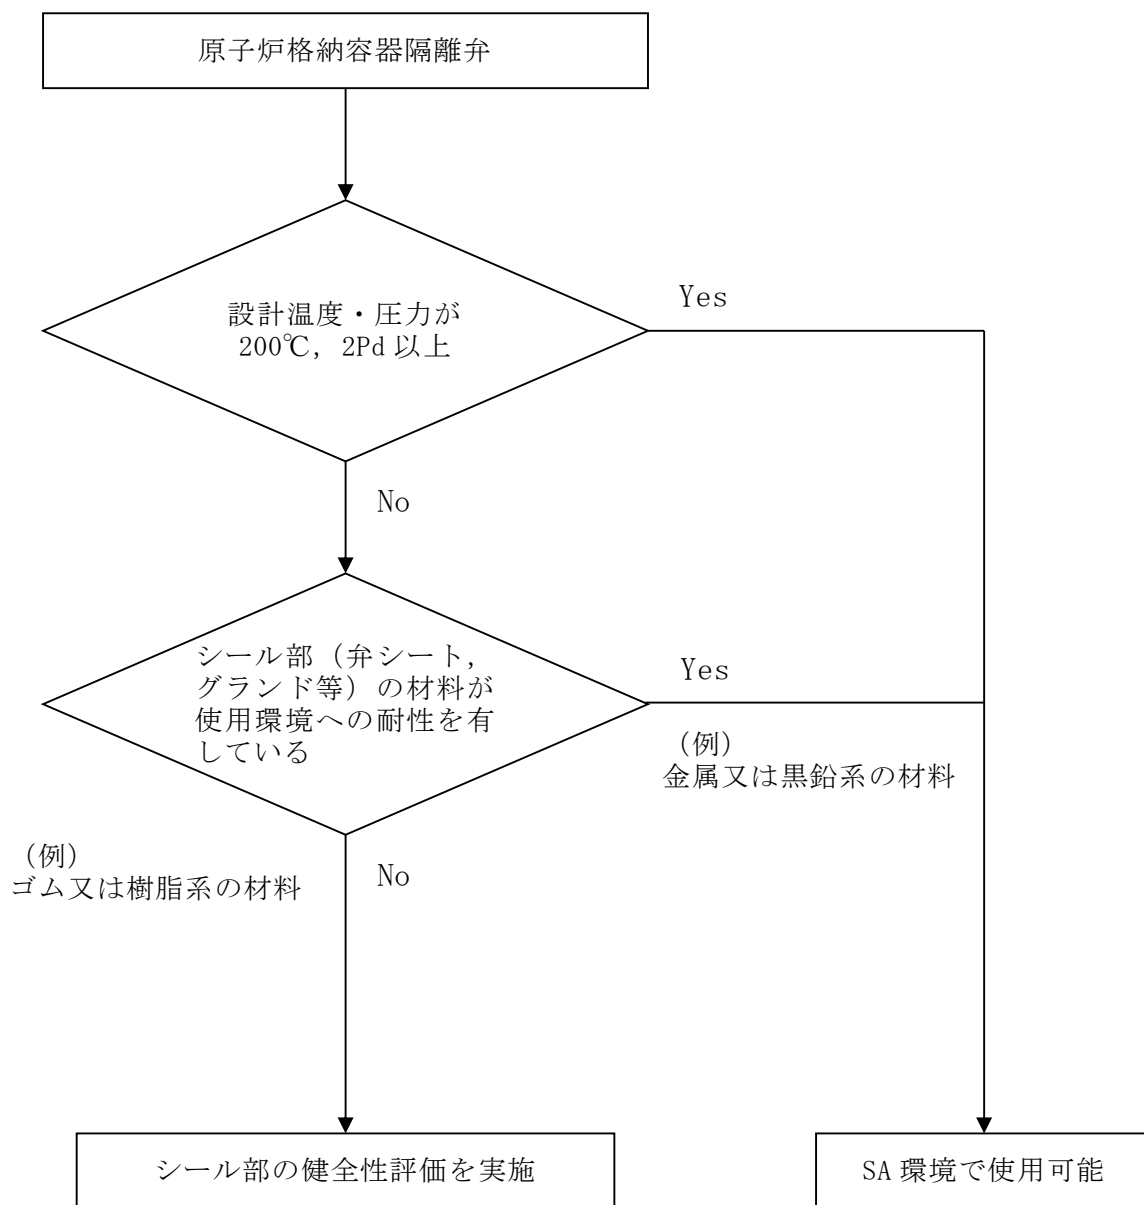 原子炉格納容器隔離弁
設計温度・圧力が
200℃，2Pd以上
Yes
No
シール部（弁シート，
グランド等）の材料が
使用環境への耐性を有
している
Yes
（例）
金属又は黒鉛系の材料
（例）
ゴム又は樹脂系の材料
No
シール部の健全性評価を実施
SA環境で使用可能